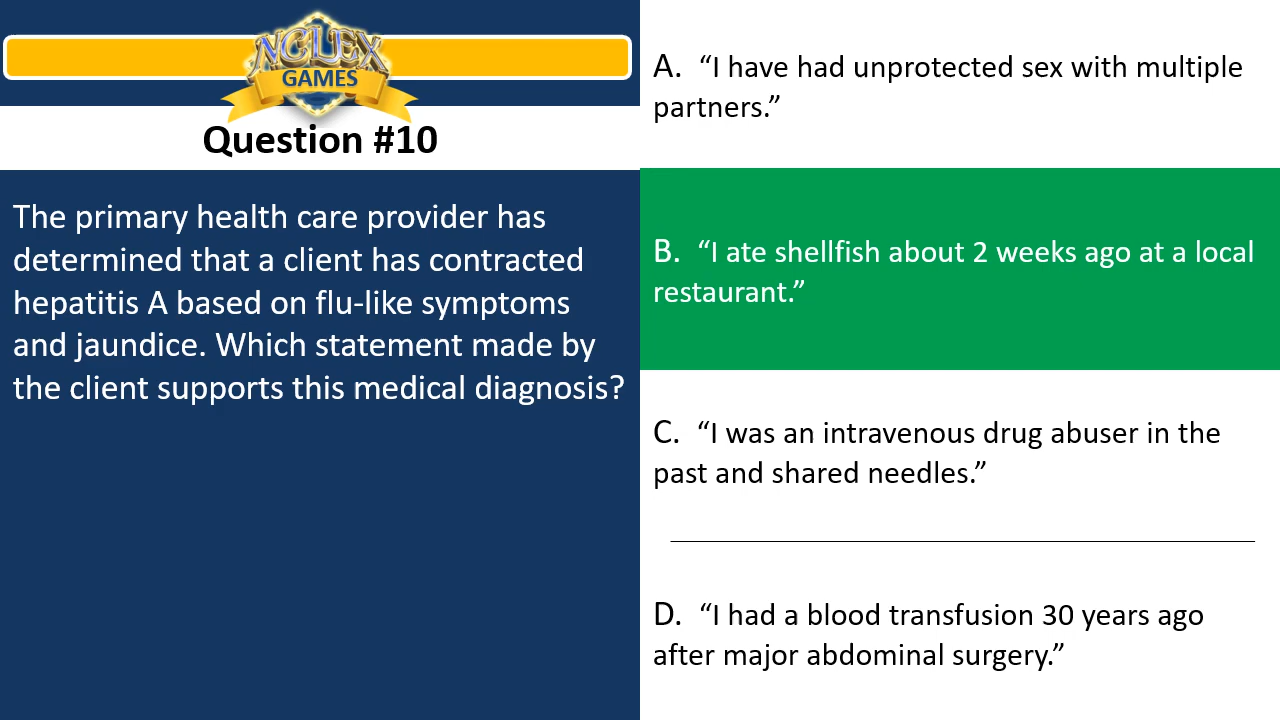 NCLEX
GAMES
Question #10
The primary health care provider has
determined that a client has contracted
hepatitis A based on flu-like symptoms
and jaundice. Which statement made by
the client supports this medical diagnosis?
A. “I have had unprotected sex with multiple
partners.”
B. “I ate shellfish about 2 weeks ago at a local
restaurant.”
C. “I was an intravenous drug abuser in the
past and shared needles.”
D. “I had a blood transfusion 30 years ago
after major abdominal surgery.”